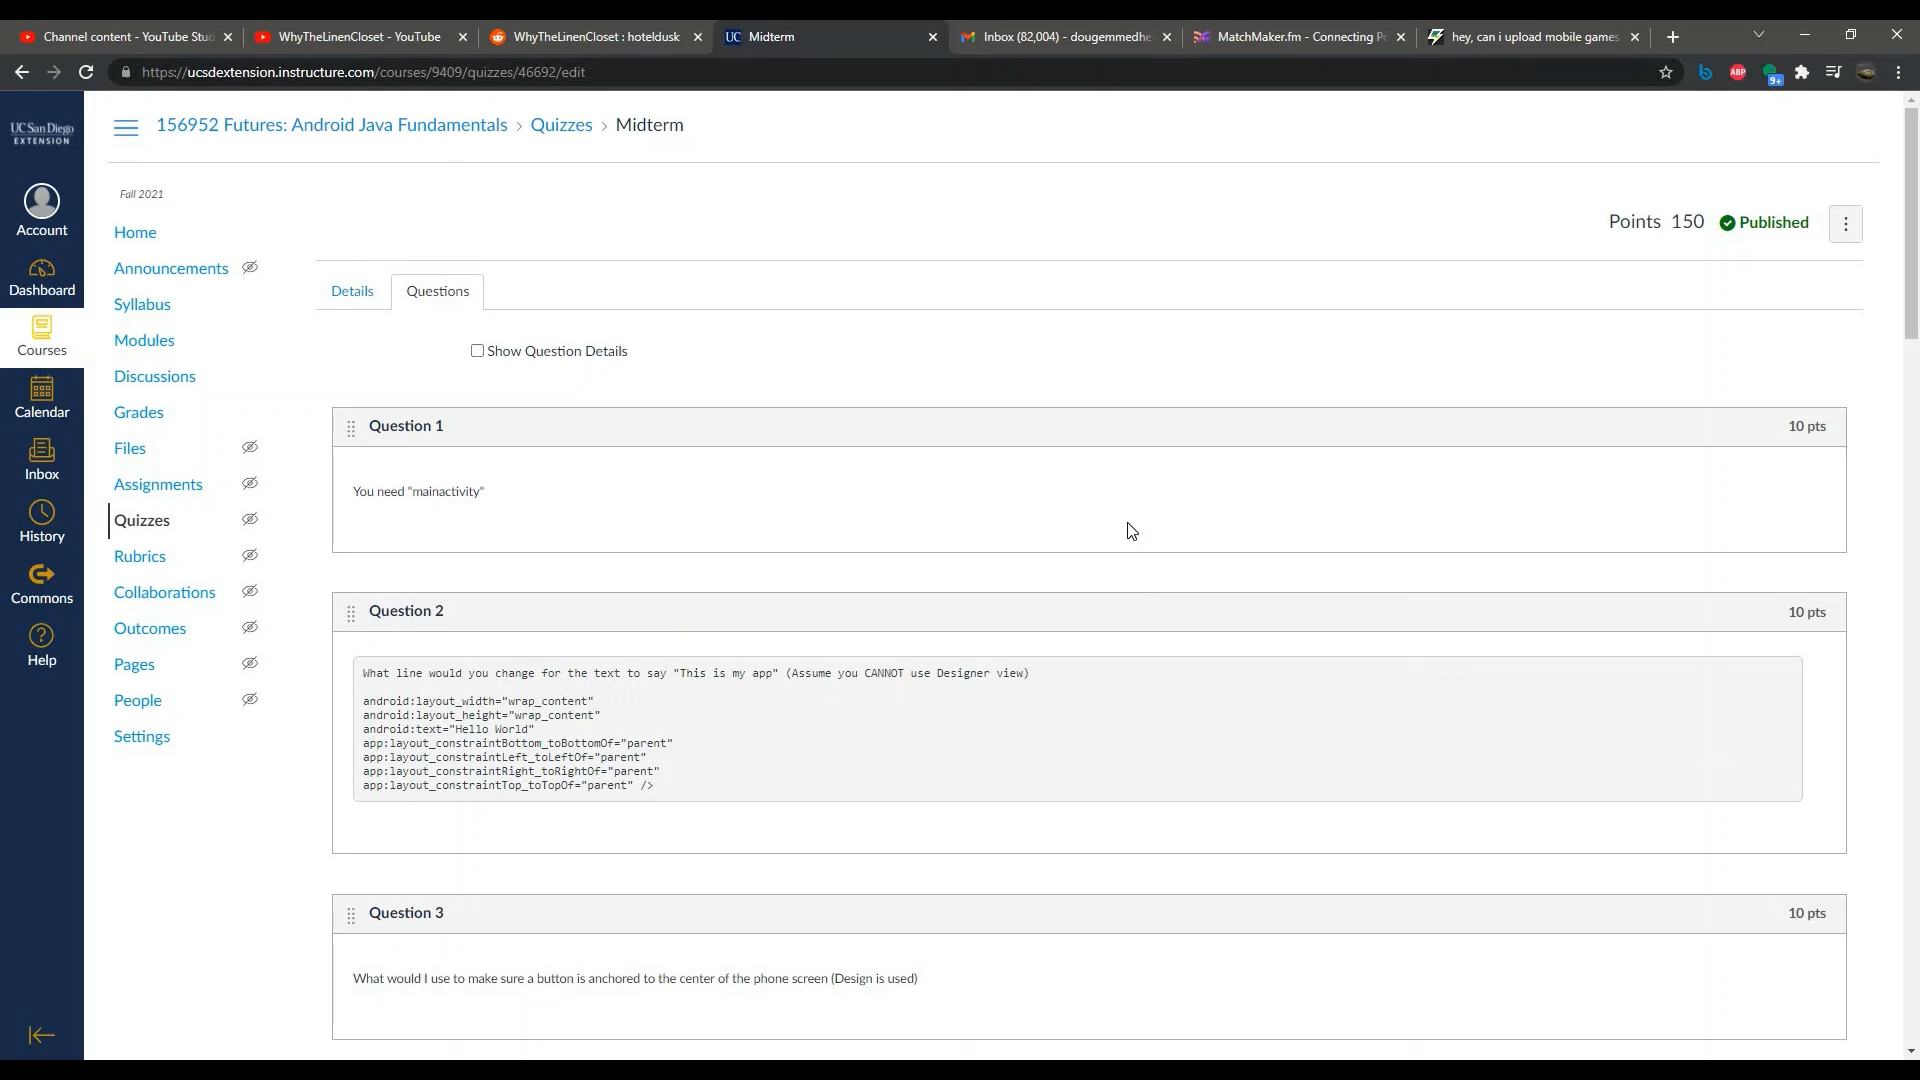 Channel content - YouTube Stud
WhyTheLinenCloset - YouTube
WhyTheLinenCloset : hoteldusk
UC Midterm
Inbox (82,004) - dougemmedhe
MatchMaker.fm - Connecting Po
hey, can i upload mobile games
https://ucsdextension.instructure.com/courses/9409/quizzes/46692/edit
b
ABP
9+
UC San Diego
EXTENSION
Account
Dashboard
Courses
Calendar
Inbox
History
Commons
Help
156952 Futures: Android Java Fundamentals > Quizzes > Midterm
Fall 2021
Home
Announcements
Syllabus
Modules
Discussions
Grades
Files
Assignments
Quizzes
Rubrics
Collaborations
Outcomes
Pages
People
Settings
Points 150 Published
Details
Questions
Show Question Details
Question 1 10 pts
You need "mainactivity"
Question 2 10 pts
What line would you change for the text to say "This is my app" (Assume you CANNOT use Designer view)
android:layout_width="wrap_content"
android:layout_height="wrap_content"
android:text="Hello World"
app:layout_constraintBottom_toBottomOf="parent"
app:layout_constraintLeft_toLeftOf="parent"
app:layout_constraintRight_toRightOf="parent"
app:layout_constraintTop_toTopOf="parent" />
Question 3 10 pts
What would I use to make sure a button is anchored to the center of the phone screen (Design is used)